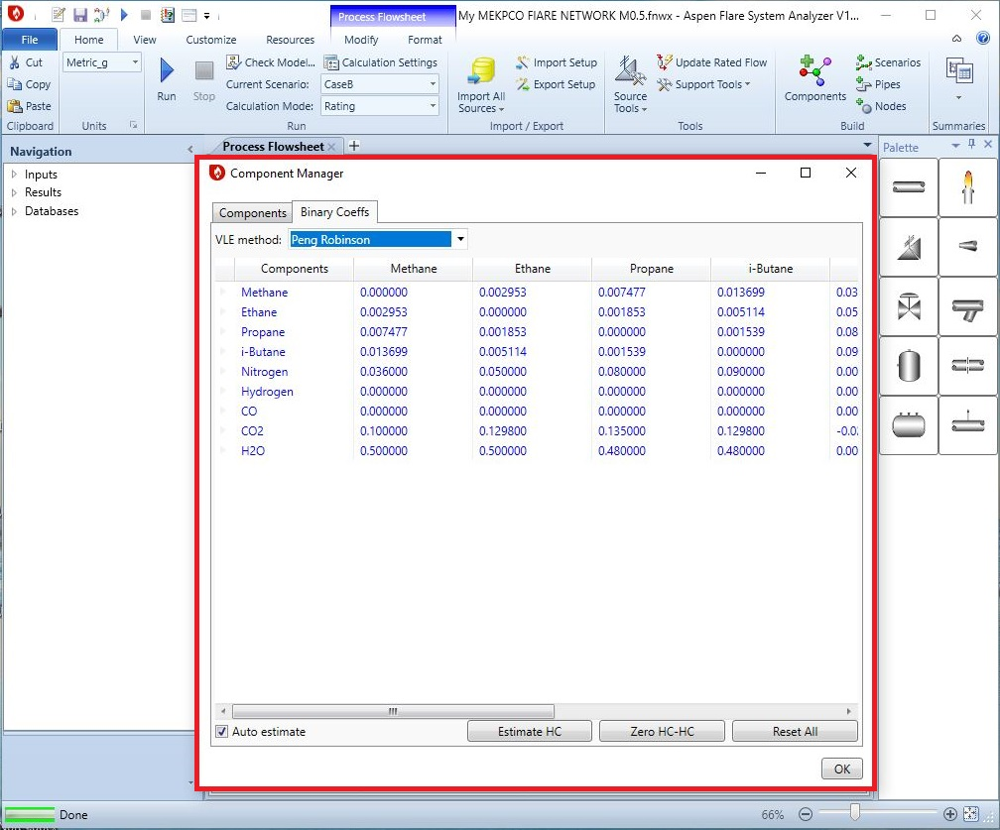 Process Flowsheet
My MEKPCO FIARE NETWORK M0.5.fnwx - Aspen Flare System Analyzer V1...
File Home View Customize Resources Modify Format
Cut Metric_g Check Model... Calculation Settings Import Setup Update Rated Flow Scenarios
Copy Current Scenario: CaseB Export Setup Support Tools Pipes
Paste Run Stop Calculation Mode: Rating Import All Sources Source Tools Components Nodes
Clipboard Units Run Import / Export Tools Build Summaries
Navigation Process Flowsheet Palette
Inputs
Results
Databases
Component Manager
Components Binary Coeffs
VLE method: Peng Robinson
Components Methane Ethane Propane i-Butane
Methane 0.000000 0.002953 0.007477 0.013699 0.03
Ethane 0.002953 0.000000 0.001853 0.005114 0.05
Propane 0.007477 0.001853 0.000000 0.001539 0.08
i-Butane 0.013699 0.005114 0.001539 0.000000 0.09
Nitrogen 0.036000 0.050000 0.080000 0.090000 0.00
Hydrogen 0.000000 0.000000 0.000000 0.000000 0.00
CO 0.000000 0.000000 0.000000 0.000000 0.00
CO2 0.100000 0.129800 0.135000 0.129800 -0.0
H2O 0.500000 0.500000 0.480000 0.480000 0.00
Auto estimate Estimate HC Zero HC-HC Reset All
OK
Done 66%